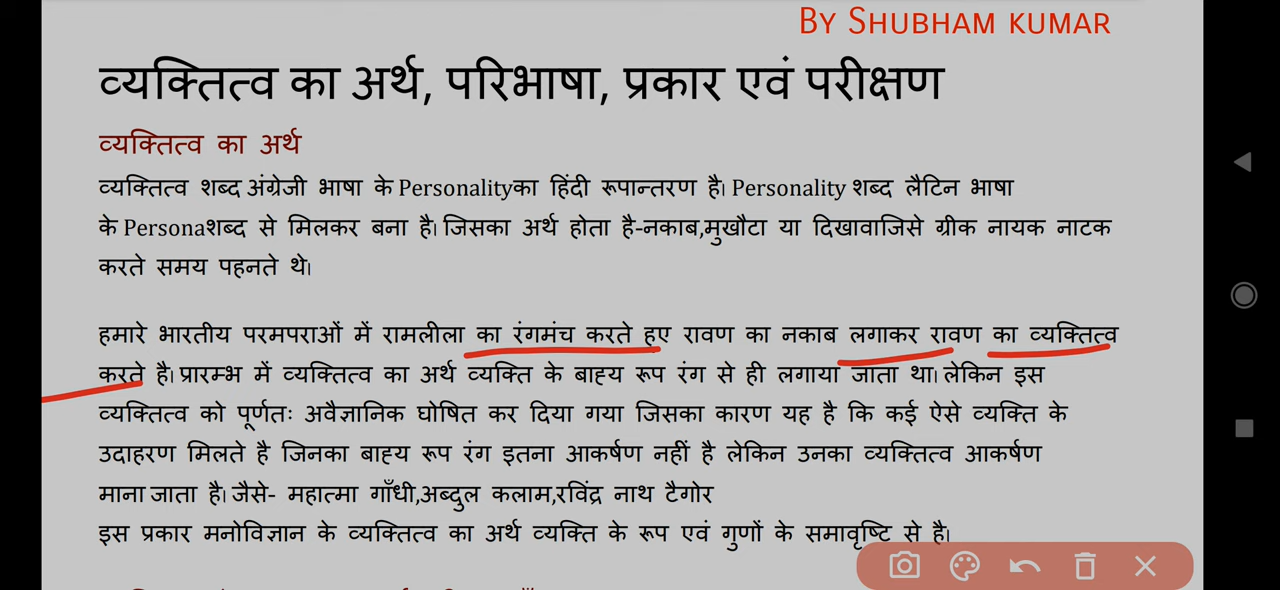 BY SHUBHAM KUMAR
व्यक्तित्व का अर्थ, परिभाषा, प्रकार एवं परीक्षण
व्यक्तित्व का अर्थ
व्यक्तित्व शब्द अंग्रेजी भाषा के Personalityका हिंदी रूपान्तरण है। Personality शब्द लैटिन भाषा
के Personaशब्द से मिलकर बना है। जिसका अर्थ होता है-नकाब,मुखौटा या दिखावाजिसे ग्रीक नायक नाटक
करते समय पहनते थे।
हमारे भारतीय परमपराओं में रामलीला का रंगमंच करते हुए रावण का नकाब लगाकर रावण का व्यक्तित्व
करते है। प्रारम्भ में व्यक्तित्व का अर्थ व्यक्ति के बाह्य रूप रंग से ही लगाया जाता था। लेकिन इस
व्यक्तित्व को पूर्णतः अवैज्ञानिक घोषित कर दिया गया जिसका कारण यह है कि कई ऐसे व्यक्ति के
उदाहरण मिलते है जिनका बाह्य रूप रंग इतना आकर्षण नहीं है लेकिन उनका व्यक्तित्व आकर्षण
माना जाता है। जैसे- महात्मा गाँधी,अब्दुल कलाम,रविंद्र नाथ टैगोर
इस प्रकार मनोविज्ञान के व्यक्तित्व का अर्थ व्यक्ति के रूप एवं गुणों के समावृष्टि से है।